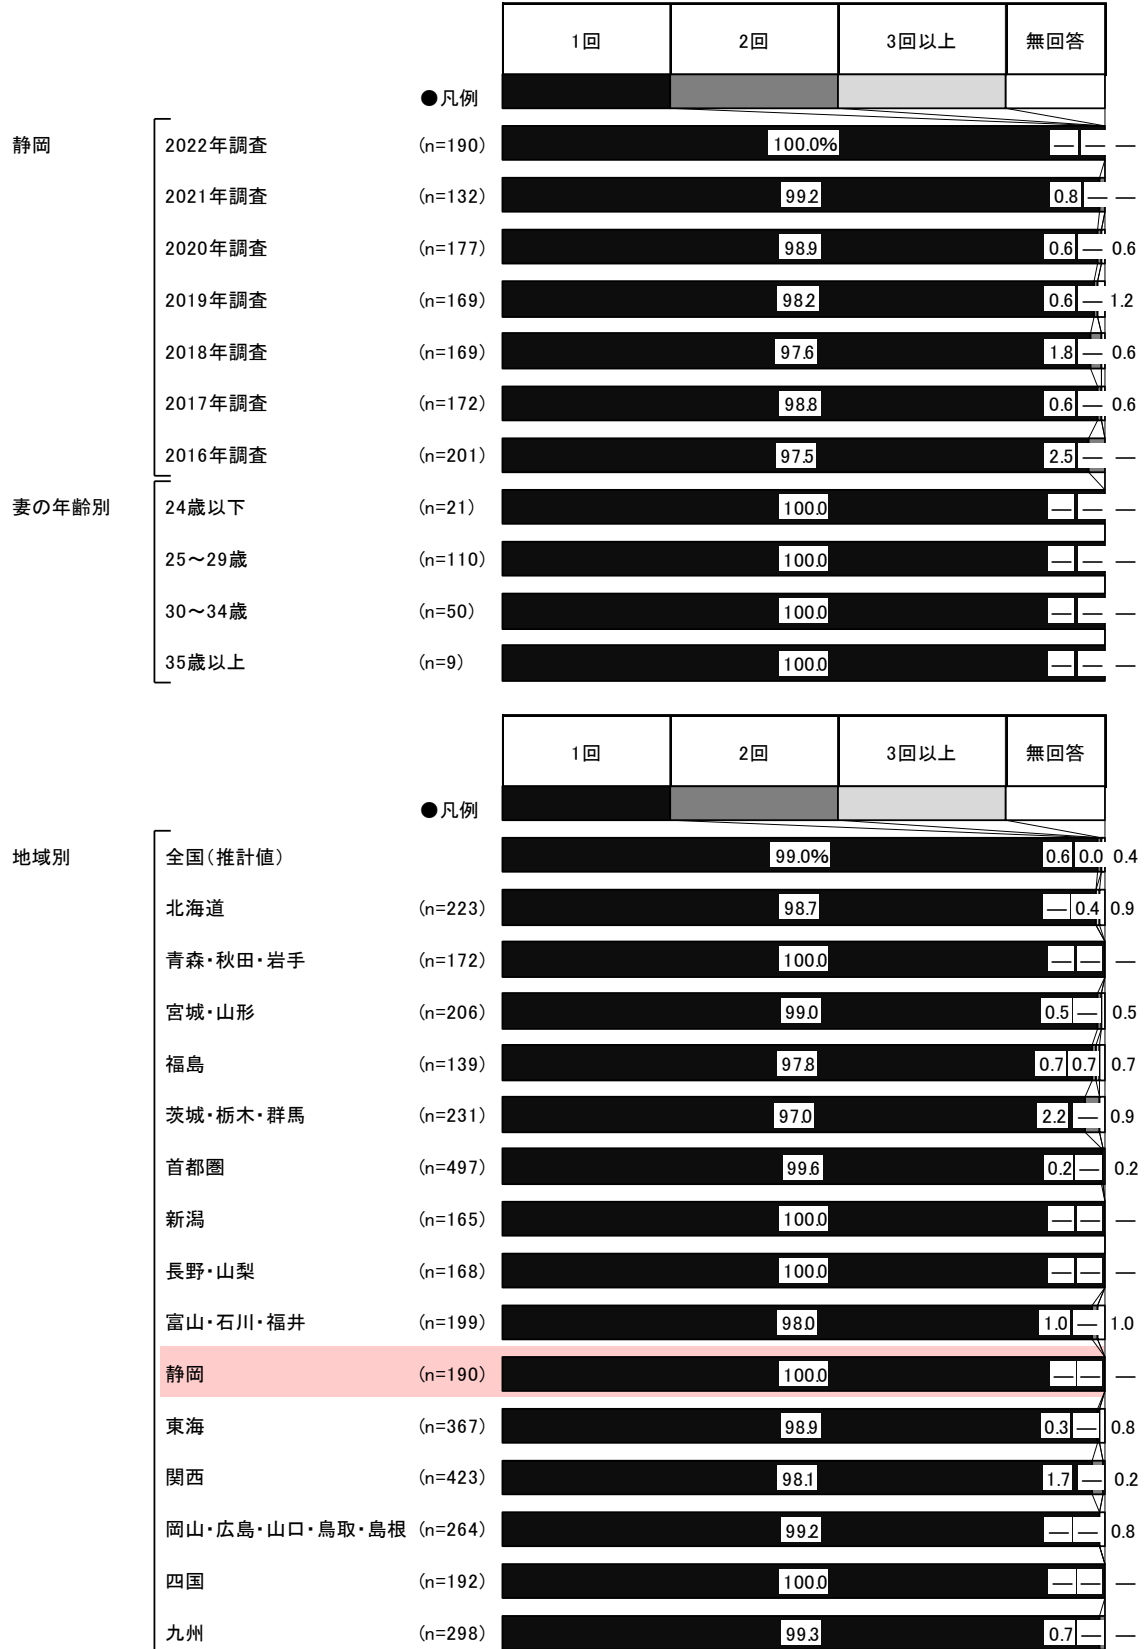 1回 2回 3回以上 無回答
●凡例
静岡 2022年調査 (n=190) 100.0% — — —
2021年調査 (n=132) 99.2 0.8 — —
2020年調査 (n=177) 98.9 0.6 — 0.6
2019年調査 (n=169) 98.2 0.6 — 1.2
2018年調査 (n=169) 97.6 1.8 — 0.6
2017年調査 (n=172) 98.8 0.6 — 0.6
2016年調査 (n=201) 97.5 2.5 — —
妻の年齢別 24歳以下 (n=21) 100.0 — — —
25～29歳 (n=110) 100.0 — — —
30～34歳 (n=50) 100.0 — — —
35歳以上 (n=9) 100.0 — — —
1回 2回 3回以上 無回答
●凡例
地域別 全国(推計値) 99.0% 0.6 0.0 0.4
北海道 (n=223) 98.7 — 0.4 0.9
青森・秋田・岩手 (n=172) 100.0 — — —
宮城・山形 (n=206) 99.0 0.5 — 0.5
福島 (n=139) 97.8 0.7 0.7 0.7
茨城・栃木・群馬 (n=231) 97.0 2.2 — 0.9
首都圏 (n=497) 99.6 0.2 — 0.2
新潟 (n=165) 100.0 — — —
長野・山梨 (n=168) 100.0 — — —
富山・石川・福井 (n=199) 98.0 1.0 — 1.0
静岡 (n=190) 100.0 — — —
東海 (n=367) 98.9 0.3 — 0.8
関西 (n=423) 98.1 1.7 — 0.2
岡山・広島・山口・鳥取・島根 (n=264) 99.2 — — 0.8
四国 (n=192) 100.0 — — —
九州 (n=298) 99.3 0.7 — —